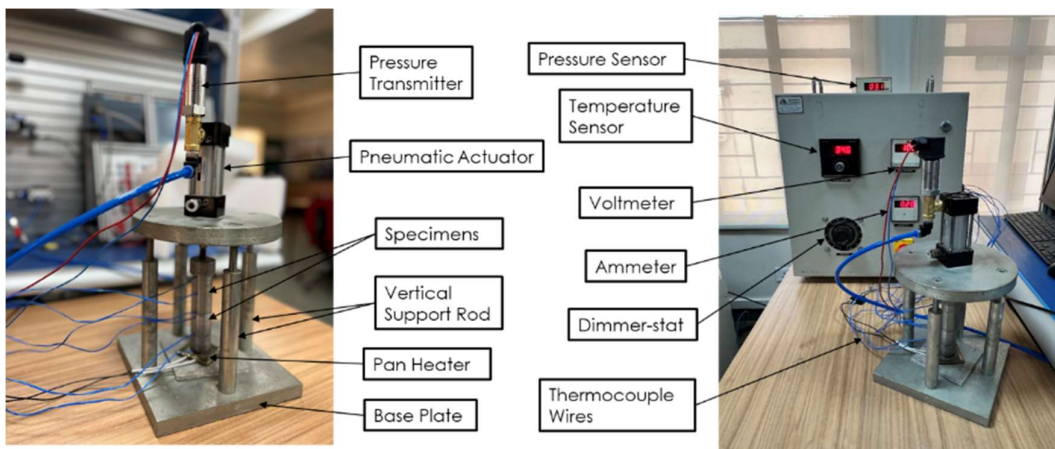 Pressure
Transmitter
Pneumatic Actuator
Specimens
Vertical
Support Rod
Pan Heater
Base Plate
Pressure Sensor
Temperature
Sensor
Voltmeter
Ammeter
Dimmer-stat
Thermocouple
Wires